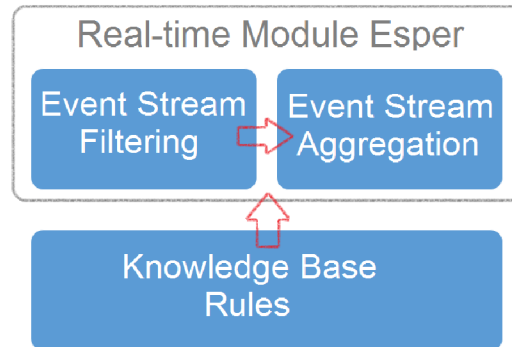 Real-time Module Esper
Event Stream
Filtering
Event Stream
Aggregation
Knowledge Base
Rules